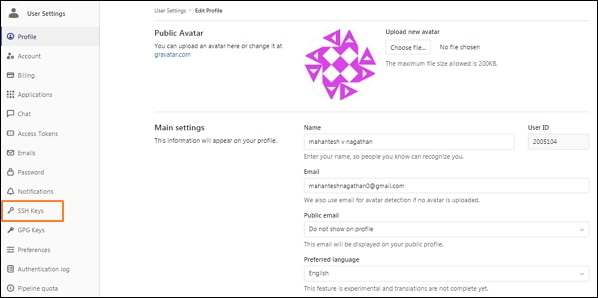 User Settings
Profile
Account
Billing
Applications
Chat
Access Tokens
Emails
Password
Notifications
SSH Keys
GPG Keys
Preferences
Authentication log
Pipeline quota
User Settings › Edit Profile
Public Avatar
You can upload an avatar here or change it at
gravatar.com
Upload new avatar
Choose file... No file chosen
The maximum file size allowed is 200KB.
Main settings
This information will appear on your profile.
Name
mahantesh v nagathan
Enter your name, so people you know can recognize you.
User ID
2005104
Email
mahanteshnagathan0@gmail.com
We also use email for avatar detection if no avatar is uploaded.
Public email
Do not show on profile
This email will be displayed on your public profile.
Preferred language
English
This feature is experimental and translations are not complete yet.